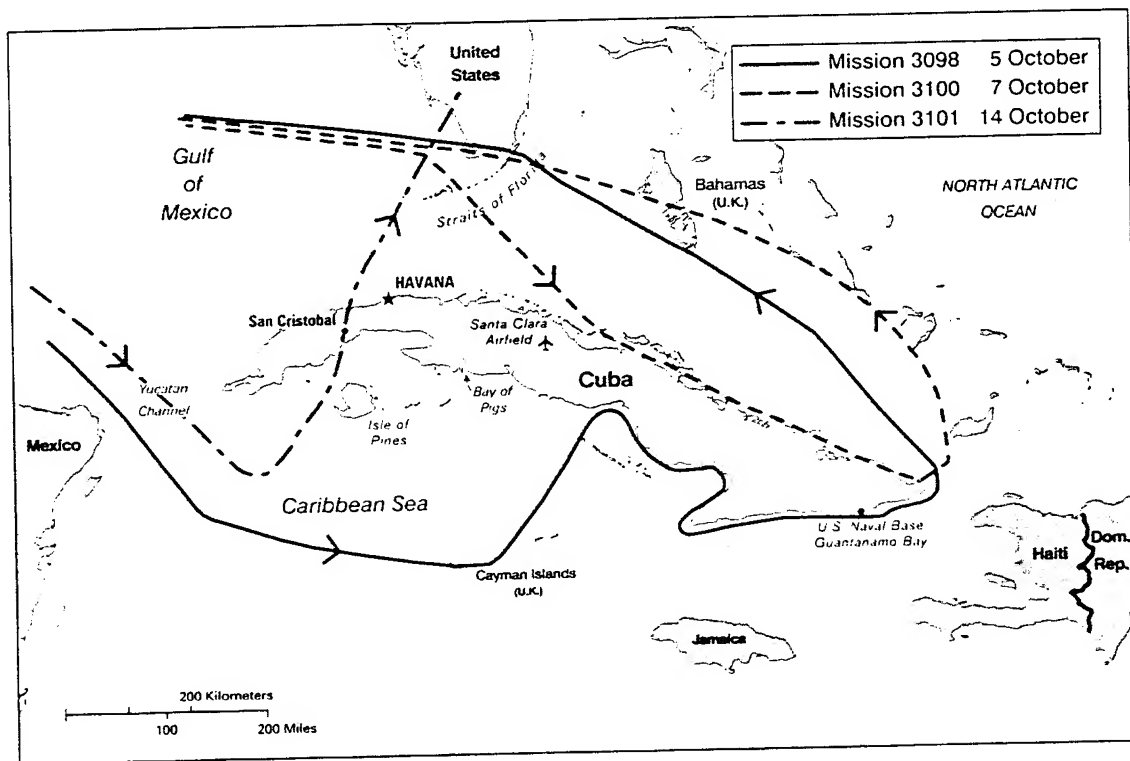 United
States
Mission 3098 5 October
Mission 3100 7 October
Mission 3101 14 October
Gulf
of
Mexico
Straits of Florida
Bahamas
(U.K.)
NORTH ATLANTIC
OCEAN
HAVANA
San Cristobal
Santa Clara
Airfield
Cuba
Yucatan
Channel
Bay of
Pigs
Isle of
Pines
Mexico
Caribbean Sea
U.S. Naval Base
Guantanamo Bay
Haiti
Dom.
Rep.
Cayman Islands
(U.K.)
Jamaica
200 Kilometers
100 200 Miles